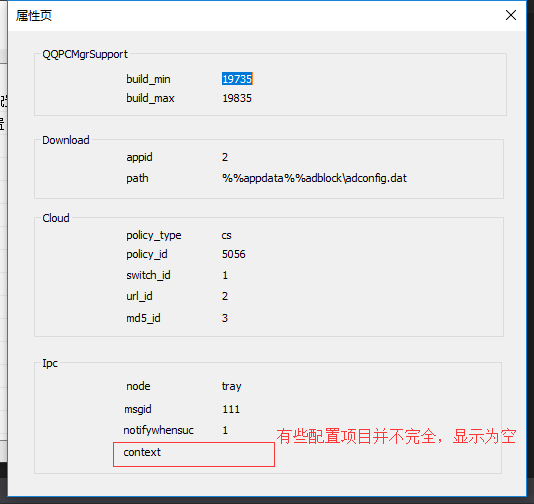 属性页
QQPCMgrSupport
build_min 19735
build_max 19835
Download
appid 2
path %%appdata%%adblock\adconfig.dat
Cloud
policy_type cs
policy_id 5056
switch_id 1
url_id 2
md5_id 3
Ipc
node tray
msgid 111
notifywhensuc 1
有些配置项目并不完全，显示为空
context